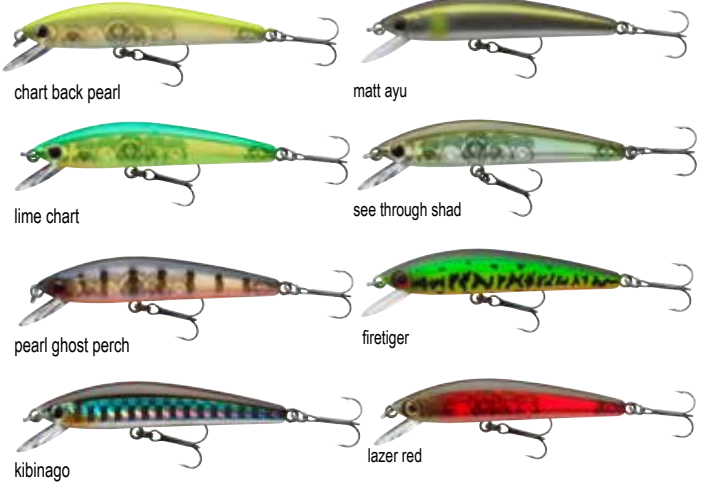 chart back pearl
matt ayu
lime chart
see through shad
pearl ghost perch
firetiger
kibinago
lazer red